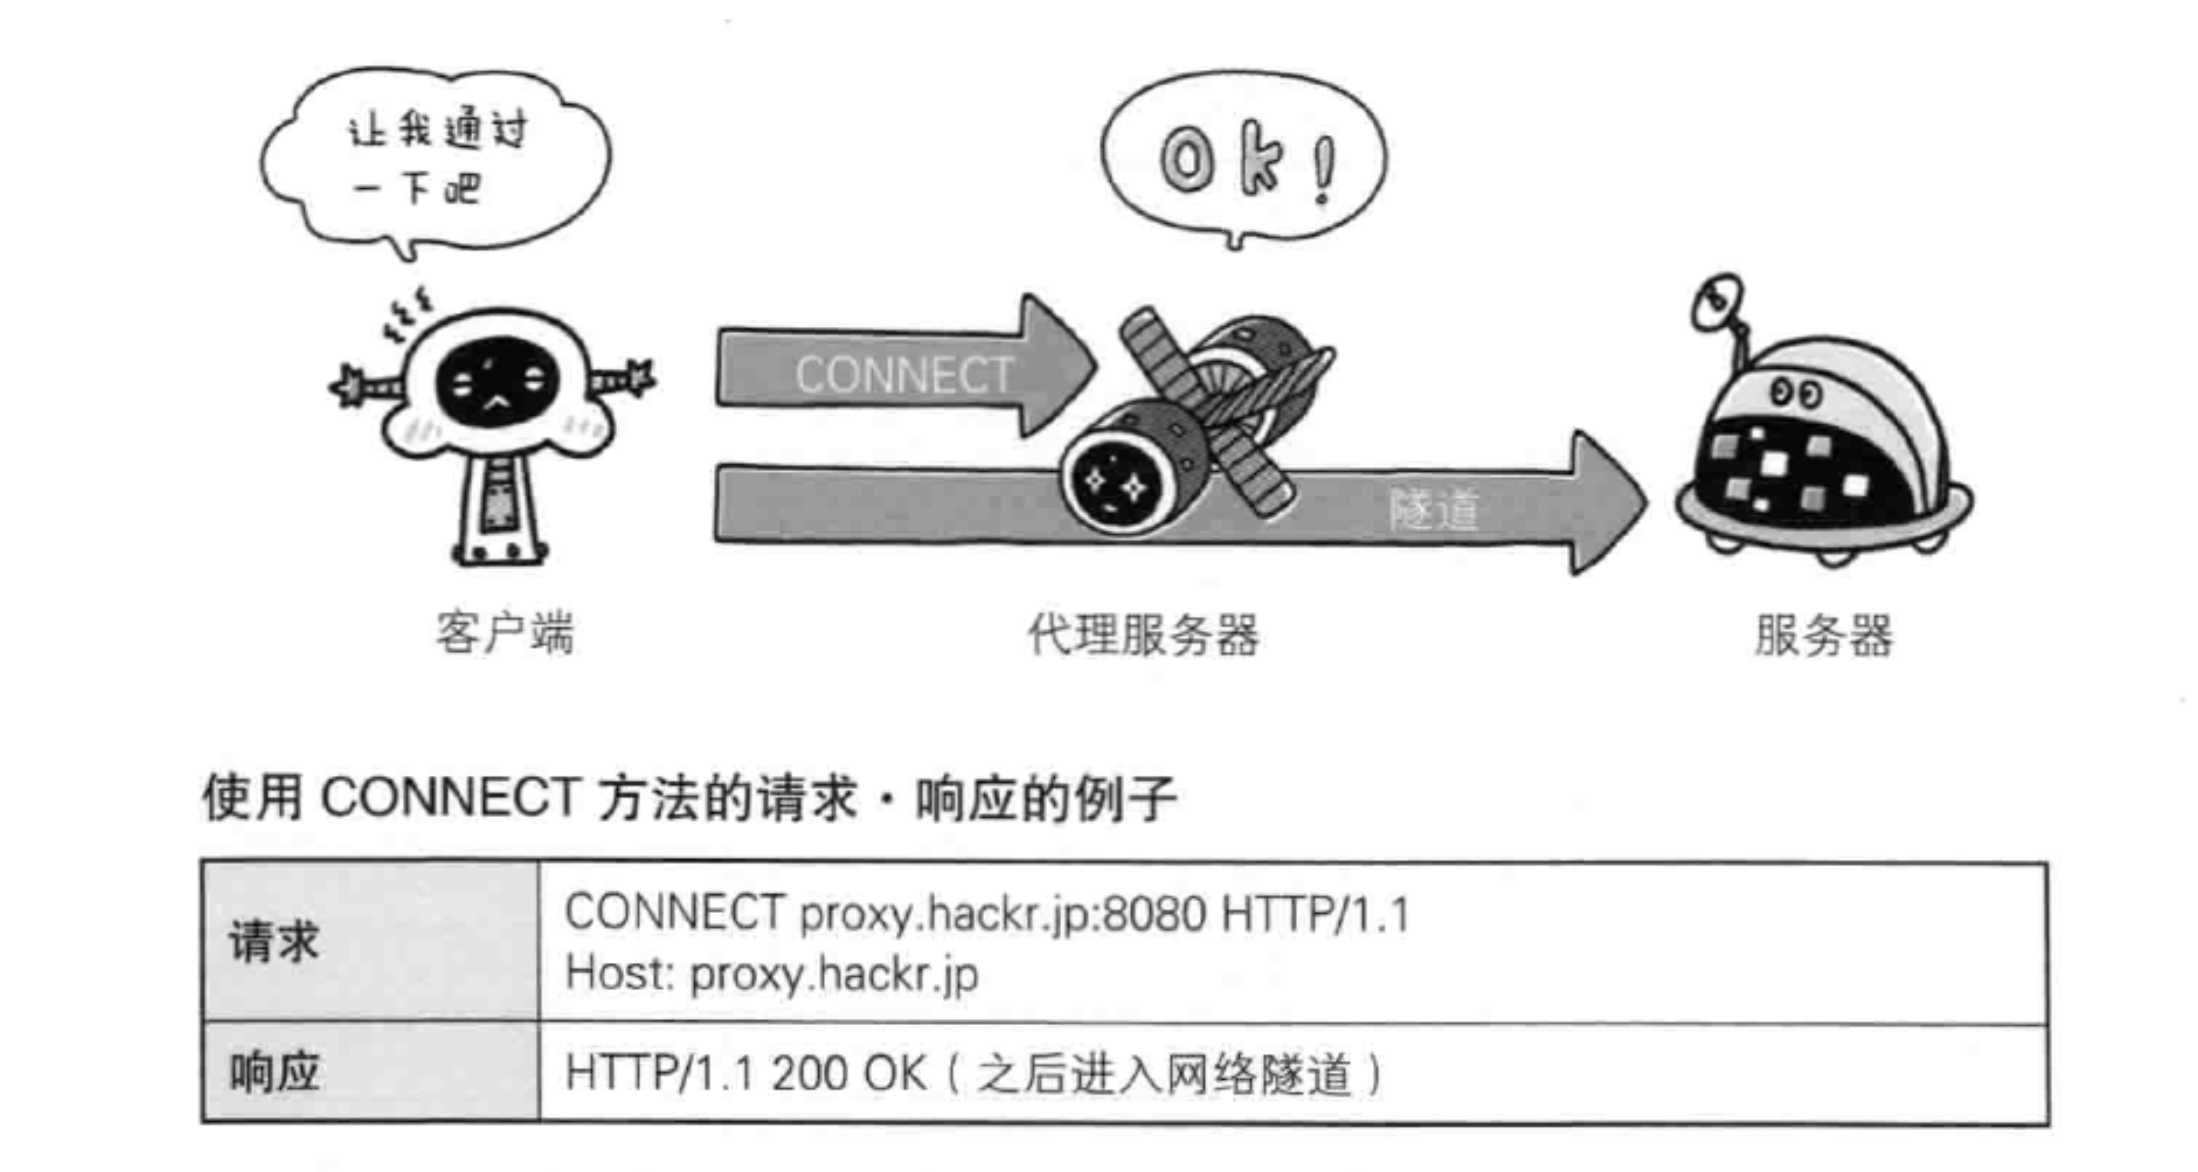 让我通过
一下吧
Ok!
CONNECT
隧道
客户端
代理服务器
服务器
使用 CONNECT 方法的请求·响应的例子
请求
CONNECT proxy.hackr.jp:8080 HTTP/1.1
Host: proxy.hackr.jp
响应
HTTP/1.1 200 OK（之后进入网络隧道）